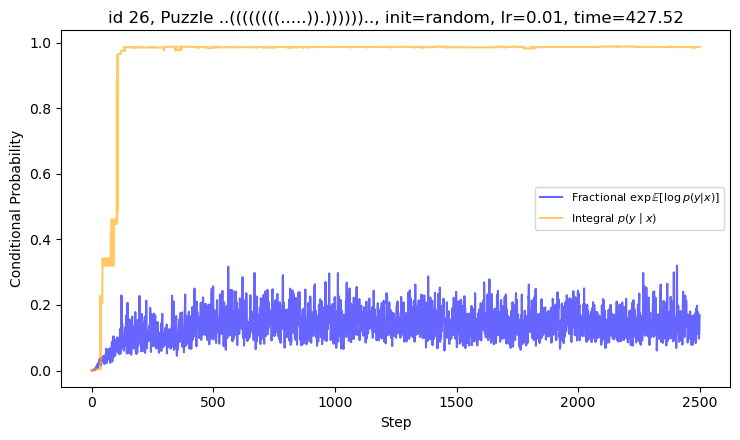 id 26, Puzzle ..((((((((.....)).)))))).., init=random, lr=0.01, time=427.52
Conditional Probability
1.0
0.8
0.6
0.4
0.2
0.0
Fractional exp𝔼[log p(y|x)]
Integral p(y | x)
0
500
1000
1500
2000
2500
Step